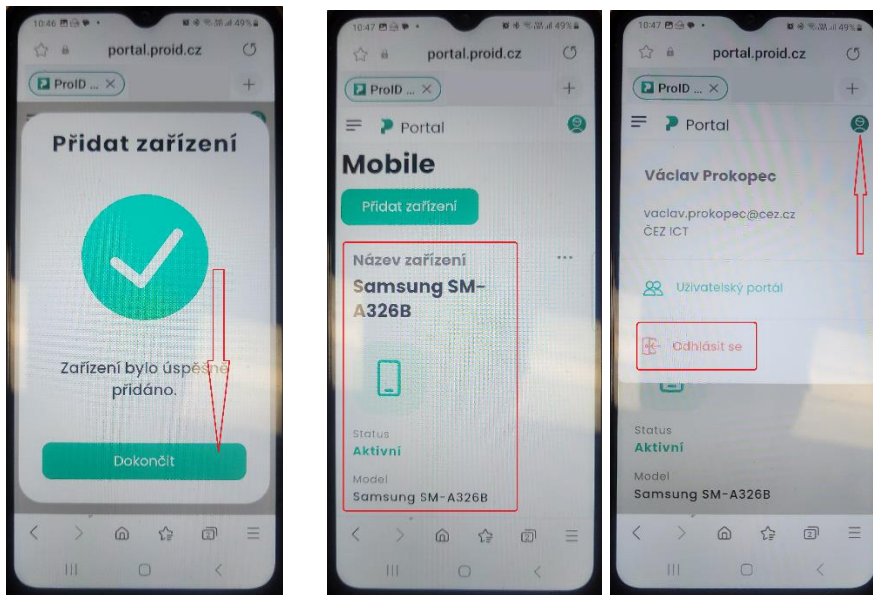 10:46
49%
portal.proid.cz
ProID ...
Přidat zařízení
Zařízení bylo úspěšně
přidáno.
Dokončit
10:47
49%
portal.proid.cz
ProID ...
Portal
Mobile
Přidat zařízení
Název zařízení
Samsung SM-
A326B
Status
Aktivní
Model
Samsung SM-A326B
10:47
49%
portal.proid.cz
ProID ...
Portal
Václav Prokopec
vaclav.prokopec@cez.cz
ČEZ ICT
Uživatelský portál
Odhlásit se
Status
Aktivní
Model
Samsung SM-A326B